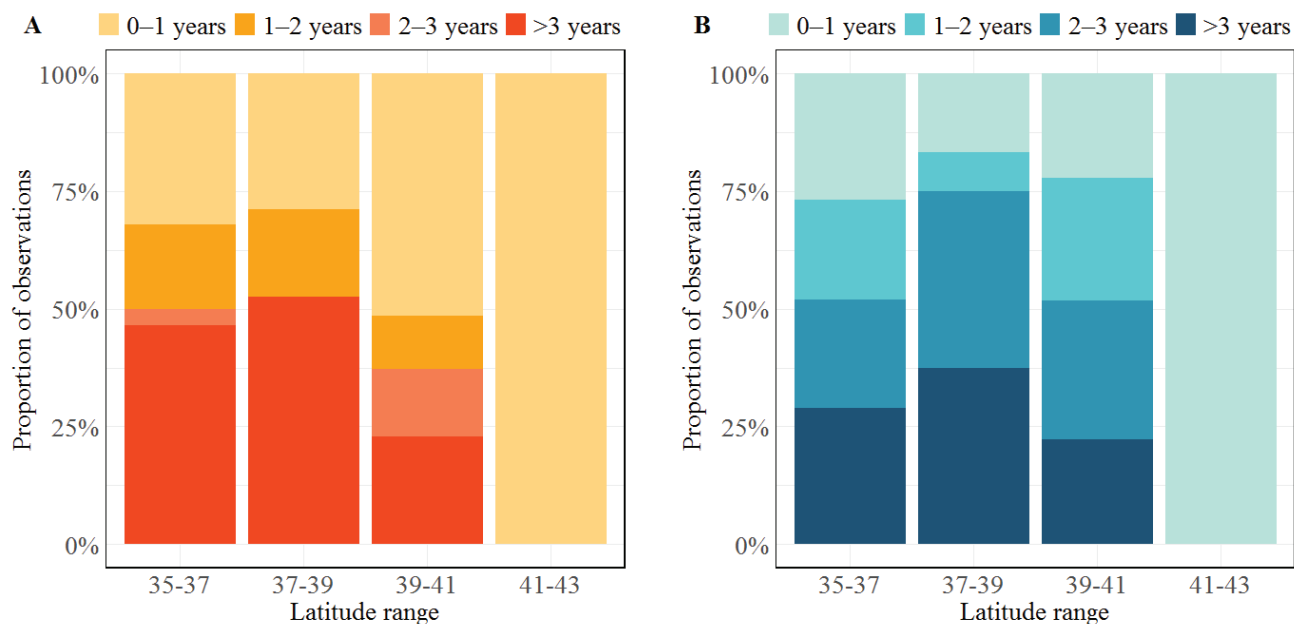 A 0–1 years 1–2 years 2–3 years >3 years
Proportion of observations
100%
75%
50%
25%
0%
35-37 37-39 39-41 41-43
Latitude range
B 0–1 years 1–2 years 2–3 years >3 years
Proportion of observations
100%
75%
50%
25%
0%
35-37 37-39 39-41 41-43
Latitude range